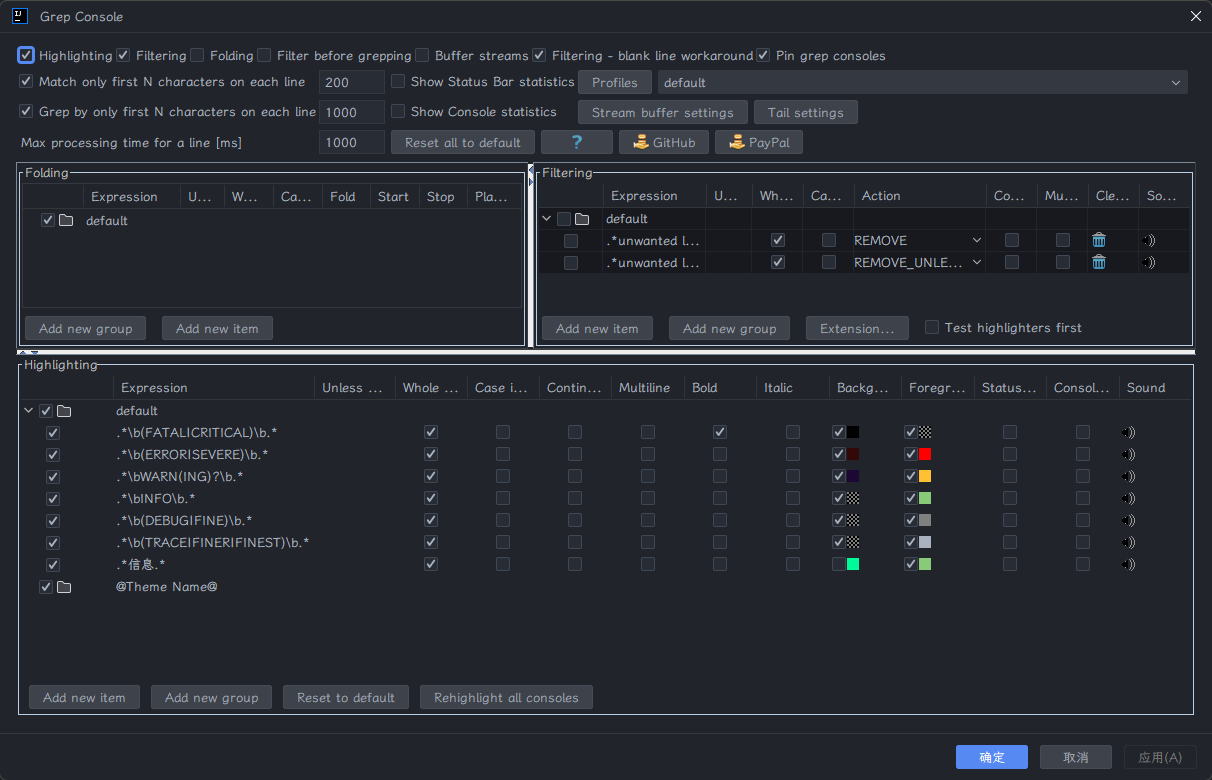 Grep Console
Highlighting Filtering Folding Filter before grepping Buffer streams Filtering - blank line workaround Pin grep consoles
Match only first N characters on each line 200 Show Status Bar statistics Profiles default
Grep by only first N characters on each line 1000 Show Console statistics Stream buffer settings Tail settings
Max processing time for a line [ms] 1000 Reset all to default ? GitHub PayPal
Folding
Expression U... W... Ca... Fold Start Stop Pla...
default
Add new group Add new item
Filtering
Expression U... Wh... Ca... Action Co... Mu... Cle... So...
default
.*unwanted l... REMOVE
.*unwanted l... REMOVE_UNLE...
Add new item Add new group Extension... Test highlighters first
Highlighting
Expression Unless ... Whole ... Case i... Contin... Multiline Bold Italic Backg... Foregr... Status... Consol... Sound
default
.*\b(FATAL|CRITICAL)\b.*
.*\b(ERROR|SEVERE)\b.*
.*\bWARN(ING)?\b.*
.*\bINFO\b.*
.*\b(DEBUG|FINE)\b.*
.*\b(TRACE|FINER|FINEST)\b.*
.*信息.*
@Theme Name@
Add new item Add new group Reset to default Rehighlight all consoles
确定 取消 应用(A)